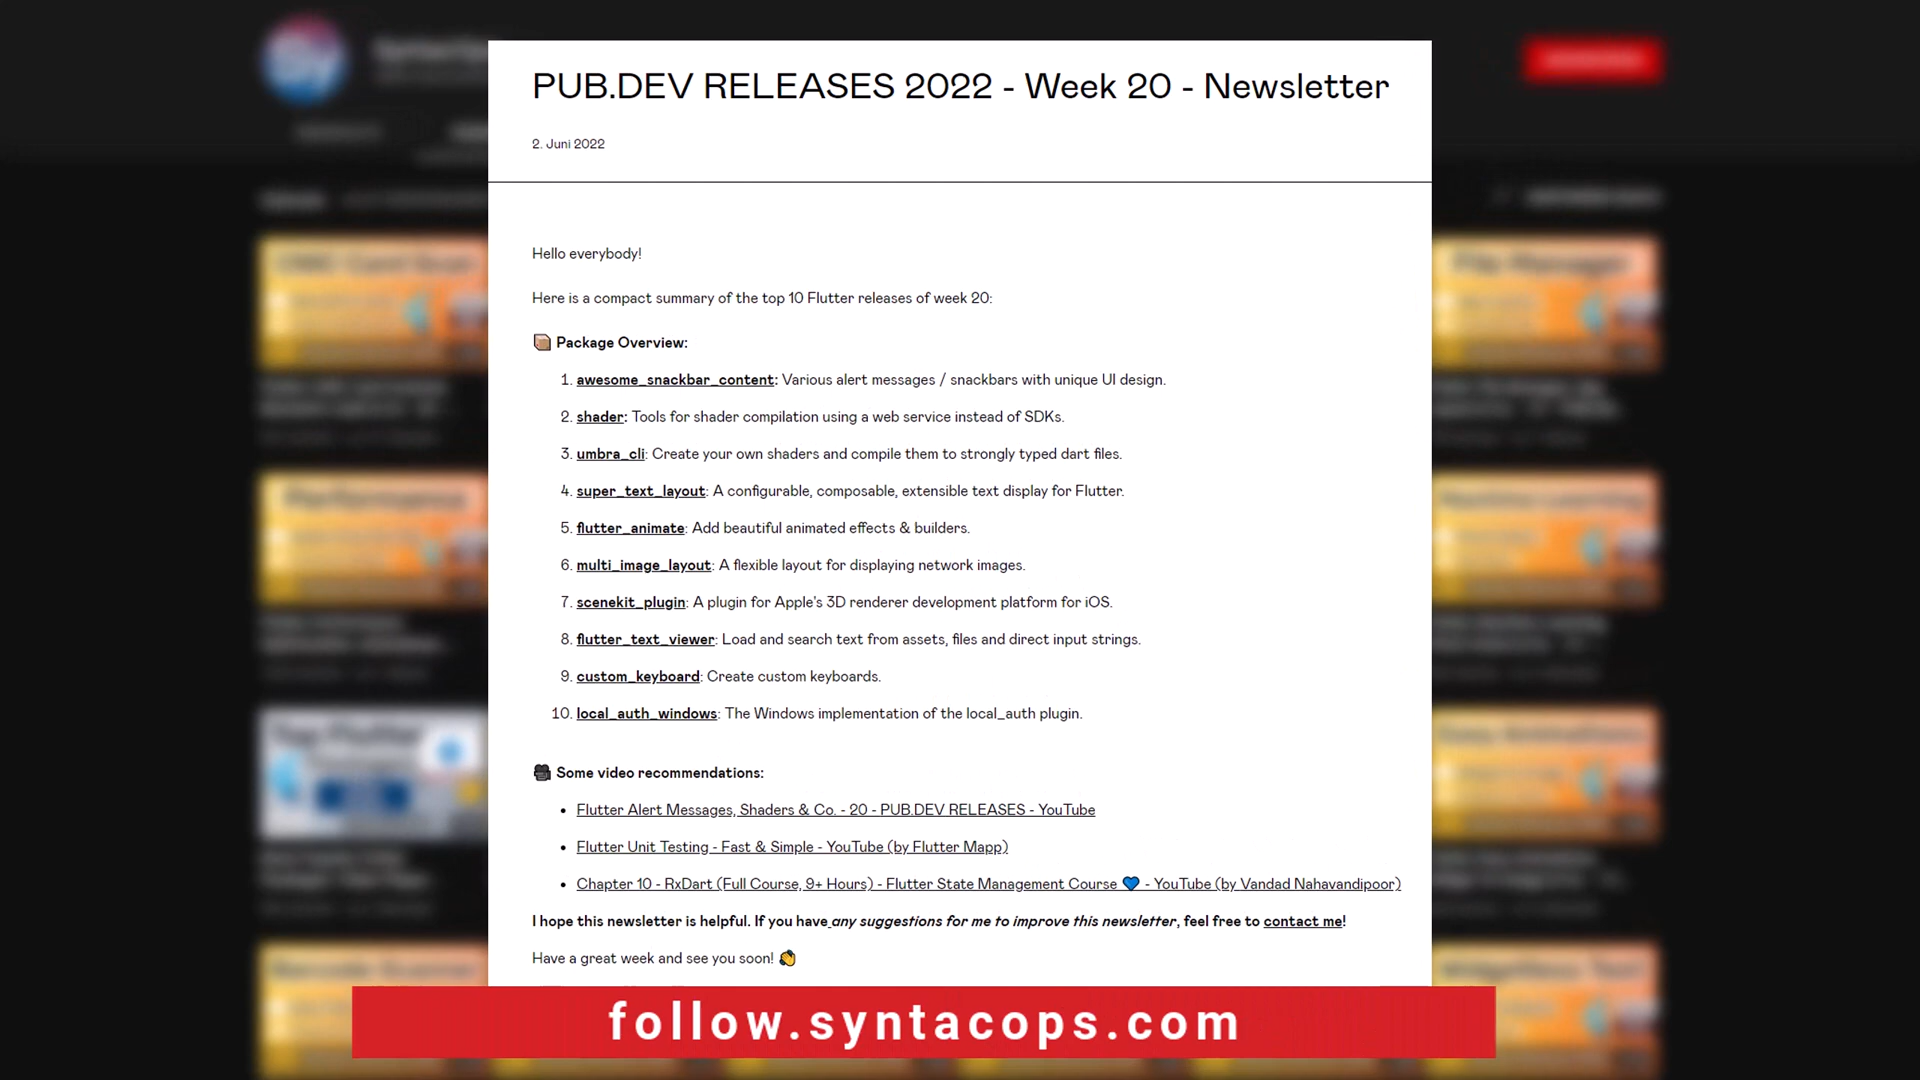 PUB.DEV RELEASES 2022 - Week 20 - Newsletter
2. Juni 2022
Hello everybody!
Here is a compact summary of the top 10 Flutter releases of week 20:
📦 Package Overview:
1. awesome_snackbar_content: Various alert messages / snackbars with unique UI design.
2. shader: Tools for shader compilation using a web service instead of SDKs.
3. umbra_cli: Create your own shaders and compile them to strongly typed dart files.
4. super_text_layout: A configurable, composable, extensible text display for Flutter.
5. flutter_animate: Add beautiful animated effects & builders.
6. multi_image_layout: A flexible layout for displaying network images.
7. scenekit_plugin: A plugin for Apple's 3D renderer development platform for iOS.
8. flutter_text_viewer: Load and search text from assets, files and direct input strings.
9. custom_keyboard: Create custom keyboards.
10. local_auth_windows: The Windows implementation of the local_auth plugin.
🎥 Some video recommendations:
• Flutter Alert Messages, Shaders & Co. - 20 - PUB.DEV RELEASES - YouTube
• Flutter Unit Testing - Fast & Simple - YouTube (by Flutter Mapp)
• Chapter 10 - RxDart (Full Course, 9+ Hours) - Flutter State Management Course 💙 - YouTube (by Vandad Nahavandipoor)
I hope this newsletter is helpful. If you have any suggestions for me to improve this newsletter, feel free to contact me!
Have a great week and see you soon! 👋
follow.syntacops.com